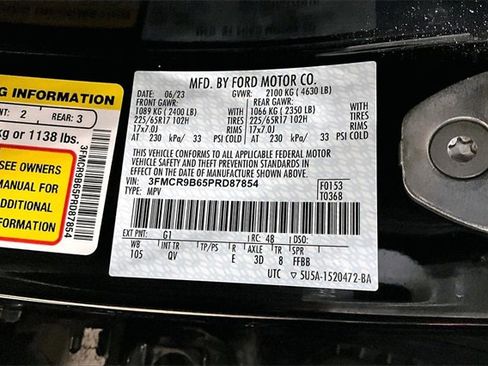 G INFORMATION
NT: 2 REAR: 3
kg or 1138 lbs.
SEE OWNERS
MANUAL FOR
ADDITIONAL
INFORMATION
3FMCR9B65PRD87854
MFD. BY FORD MOTOR CO.
DATE: 06/23 GVWR: 2100 KG ( 4630 LB)
FRONT GAWR: REAR GAWR:
1089 KG ( 2400 LB) 1066 KG ( 2350 LB)
225/65R17 102H TIRES 225/65R17 102H TIRES
17x7.0J RIMS 17x7.0J RIMS
AT 230 kPa/ 33 PSI COLD AT 230 kPa/ 33 PSI COLD
THIS VEHICLE CONFORMS TO ALL APPLICABLE FEDERAL MOTOR
VEHICLE SAFETY AND THEFT PREVENTION STANDARDS IN
EFFECT ON THE DATE OF MANUFACTURE SHOWN ABOVE.
VIN: 3FMCR9B65PRD87854 F0153
TYPE: MPV T0368
EXT PNT: G1 RC: 48 DSO:
WB INT TR TP/PS R AXLE TR SPR
105 QV E 3D 8 FFBB
UTC 5U5A-1520472-BA